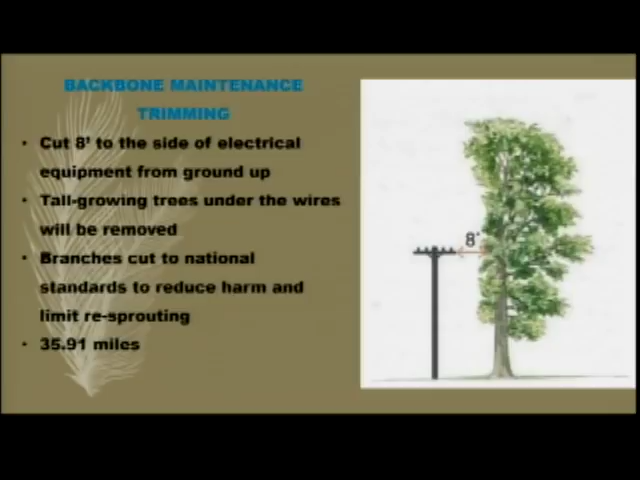 BACKBONE MAINTENANCE
TRIMMING
• Cut 8' to the side of electrical
equipment from ground up
• Tall-growing trees under the wires
will be removed
• Branches cut to national
standards to reduce harm and
limit re-sprouting
• 35.91 miles
8'